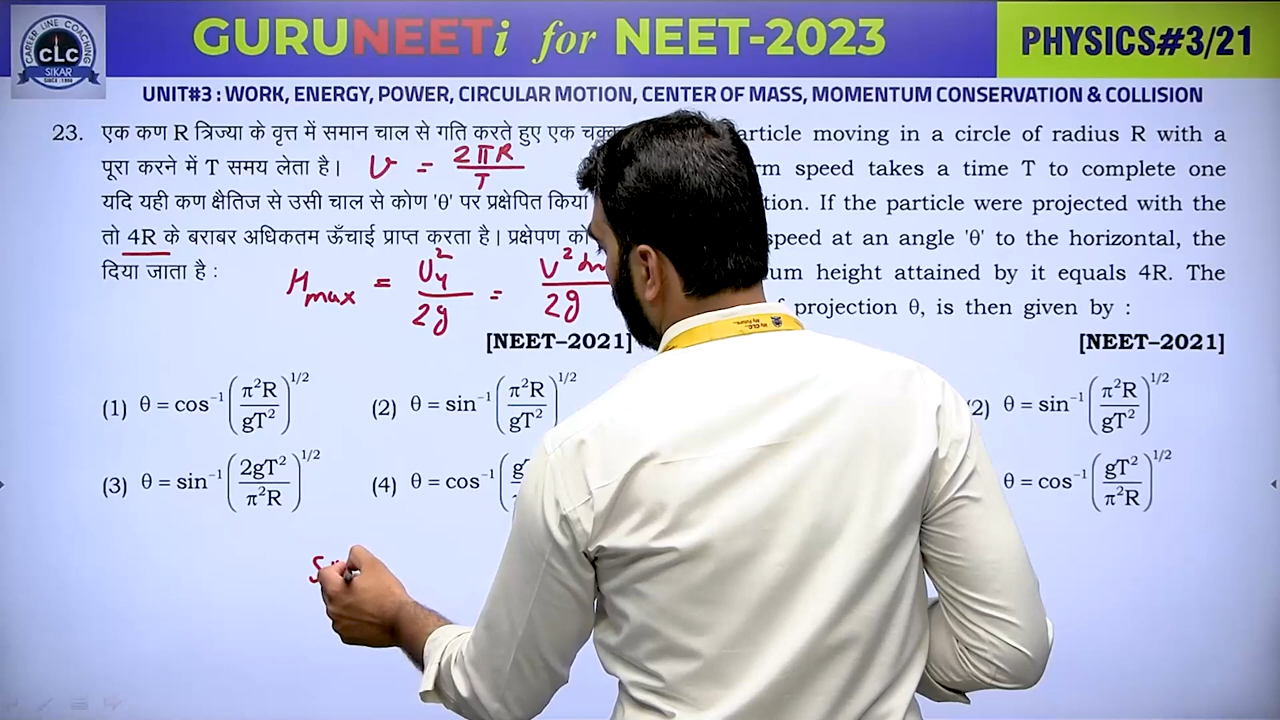 CAREER LINE COACHING
CLC
SIKAR
SINCE : 1996
GURUNEETi for NEET-2023
PHYSICS#3/21
UNIT#3 : WORK, ENERGY, POWER, CIRCULAR MOTION, CENTER OF MASS, MOMENTUM CONSERVATION & COLLISION
23. एक कण R त्रिज्या के वृत्त में समान चाल से गति करते हुए एक
पूरा करने में T समय लेता है। v = 2πR/T
यदि यही कण क्षैतिज से उसी चाल से कोण 'θ' पर प्रक्षेपित किया
तो 4R के बराबर अधिकतम ऊँचाई प्राप्त करता है। प्रक्षेपण
दिया जाता है :
H max = U_y^2/2g = V^2/2g
[NEET–2021]
(1) θ = cos⁻¹(π²R/gT²)^1/2 (2) θ = sin⁻¹(π²R/gT²)^1/2
(3) θ = sin⁻¹(2gT²/π²R)^1/2 (4) θ = cos⁻¹
particle moving in a circle of radius R with a
speed takes a time T to complete one
If the particle were projected with the
speed at an angle 'θ' to the horizontal, the
height attained by it equals 4R. The
projection θ, is then given by :
[NEET–2021]
(2) θ = sin⁻¹(π²R/gT²)^1/2
θ = cos⁻¹(gT²/π²R)^1/2